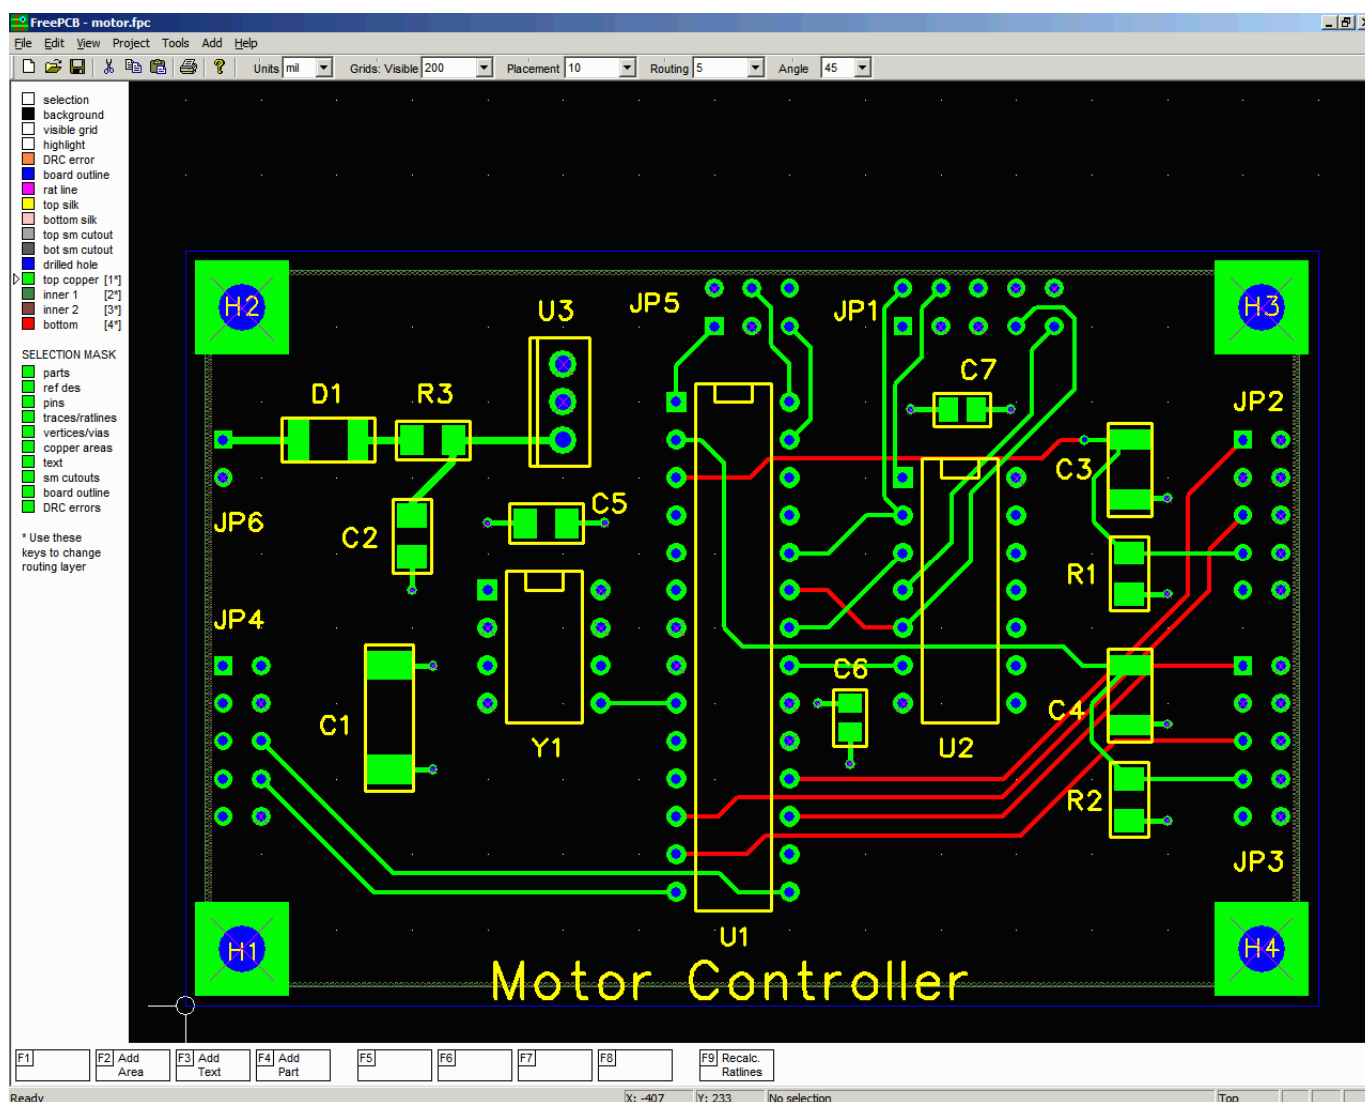 FreePCB - motor.fpc
File Edit View Project Tools Add Help
Units mil Grids: Visible 200 Placement 10 Routing 5 Angle 45
selection
background
visible grid
highlight
DRC error
board outline
rat line
top silk
bottom silk
top sm cutout
bot sm cutout
drilled hole
top copper [1*]
inner 1 [2*]
inner 2 [3*]
bottom [4*]
SELECTION MASK
parts
ref des
pins
traces/ratlines
vertices/vias
copper areas
text
sm cutouts
board outline
DRC errors
* Use these
keys to change
routing layer
H2
U3
JP5
JP1
H3
D1
R3
C7
JP2
C3
JP6
C2
C5
R1
JP4
C6
C1
Y1
U2
C4
R2
JP3
H1
U1
H4
Motor Controller
F1
F2 Add Area
F3 Add Text
F4 Add Part
F5
F6
F7
F8
F9 Recalc. Ratlines
Ready X: -407 Y: 233 No selection Top